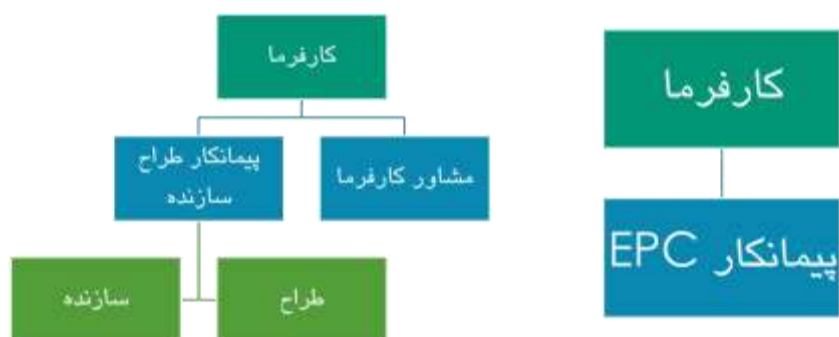 کارفرما
پیمانکار طراح
سازنده
مشاور کارفرما
سازنده
طراح
کارفرما
پیمانکار EPC